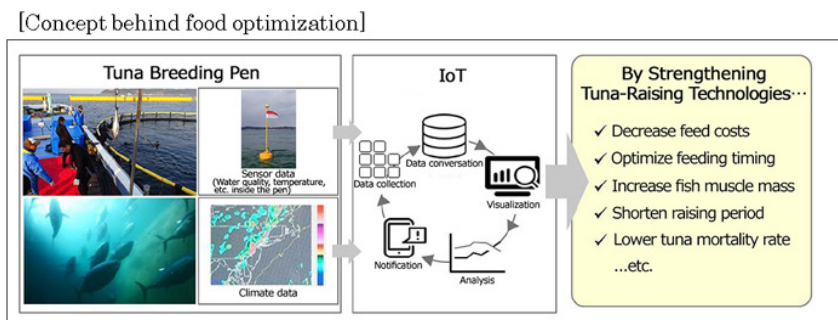 [Concept behind food optimization]
Tuna Breeding Pen
Sensor data
(Water quality, temperature,
etc. inside the pen)
Climate data
IoT
Data conversation
Data collection
Visualization
Notification
Analysis
By Strengthening
Tuna-Raising Technologies…
✓ Decrease feed costs
✓ Optimize feeding timing
✓ Increase fish muscle mass
✓ Shorten raising period
✓ Lower tuna mortality rate
...etc.